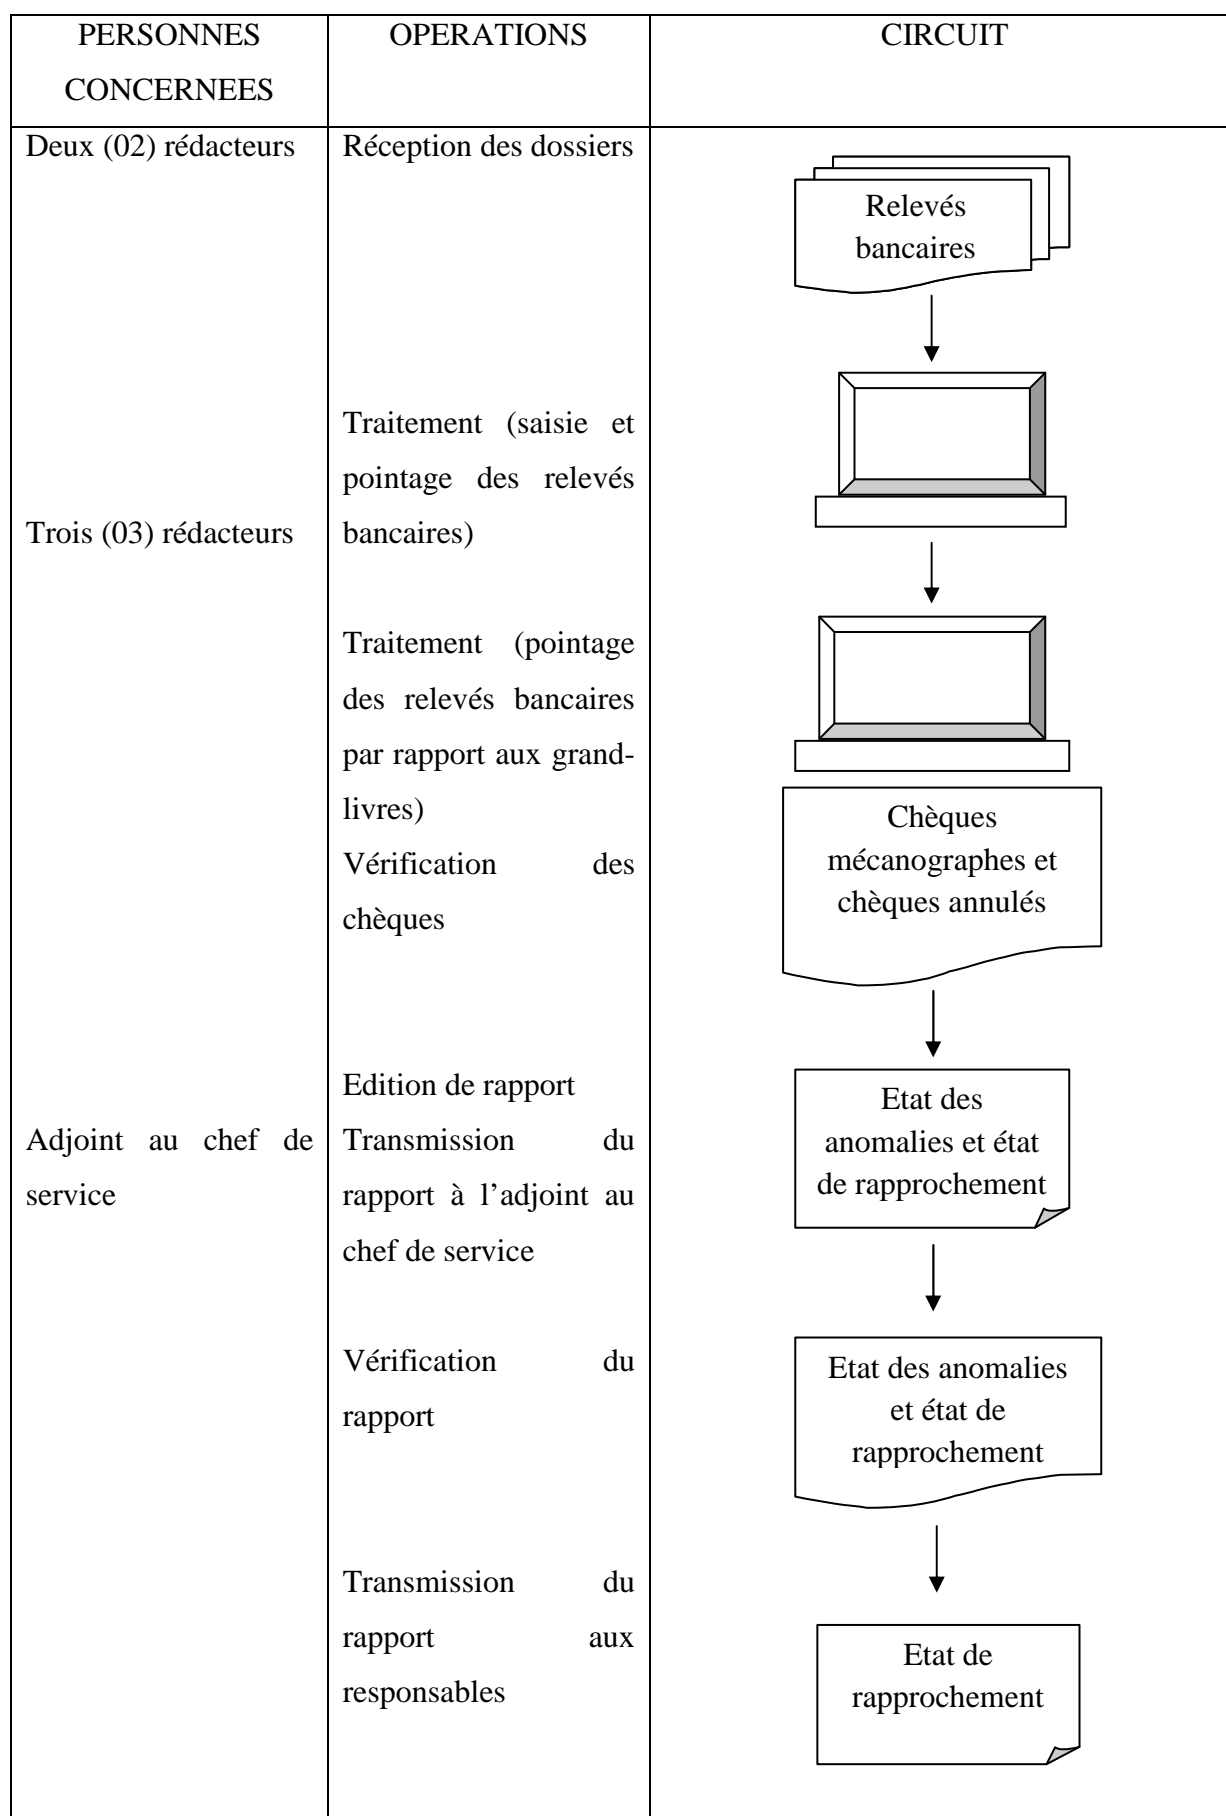 PERSONNES
CONCERNEES
OPERATIONS
CIRCUIT
Deux (02) rédacteurs
Trois (03) rédacteurs
Adjoint au chef de
service
Réception des dossiers
Traitement (saisie et
pointage des relevés
bancaires)
Traitement (pointage
des relevés bancaires
par rapport aux grand-
livres)
Vérification des
chèques
Edition de rapport
Transmission du
rapport à l’adjoint au
chef de service
Vérification du
rapport
Transmission du
rapport aux
responsables
Relevés
bancaires
Chèques
mécanographes et
chèques annulés
Etat des
anomalies et état
de rapprochement
Etat des anomalies
et état de
rapprochement
Etat de
rapprochement